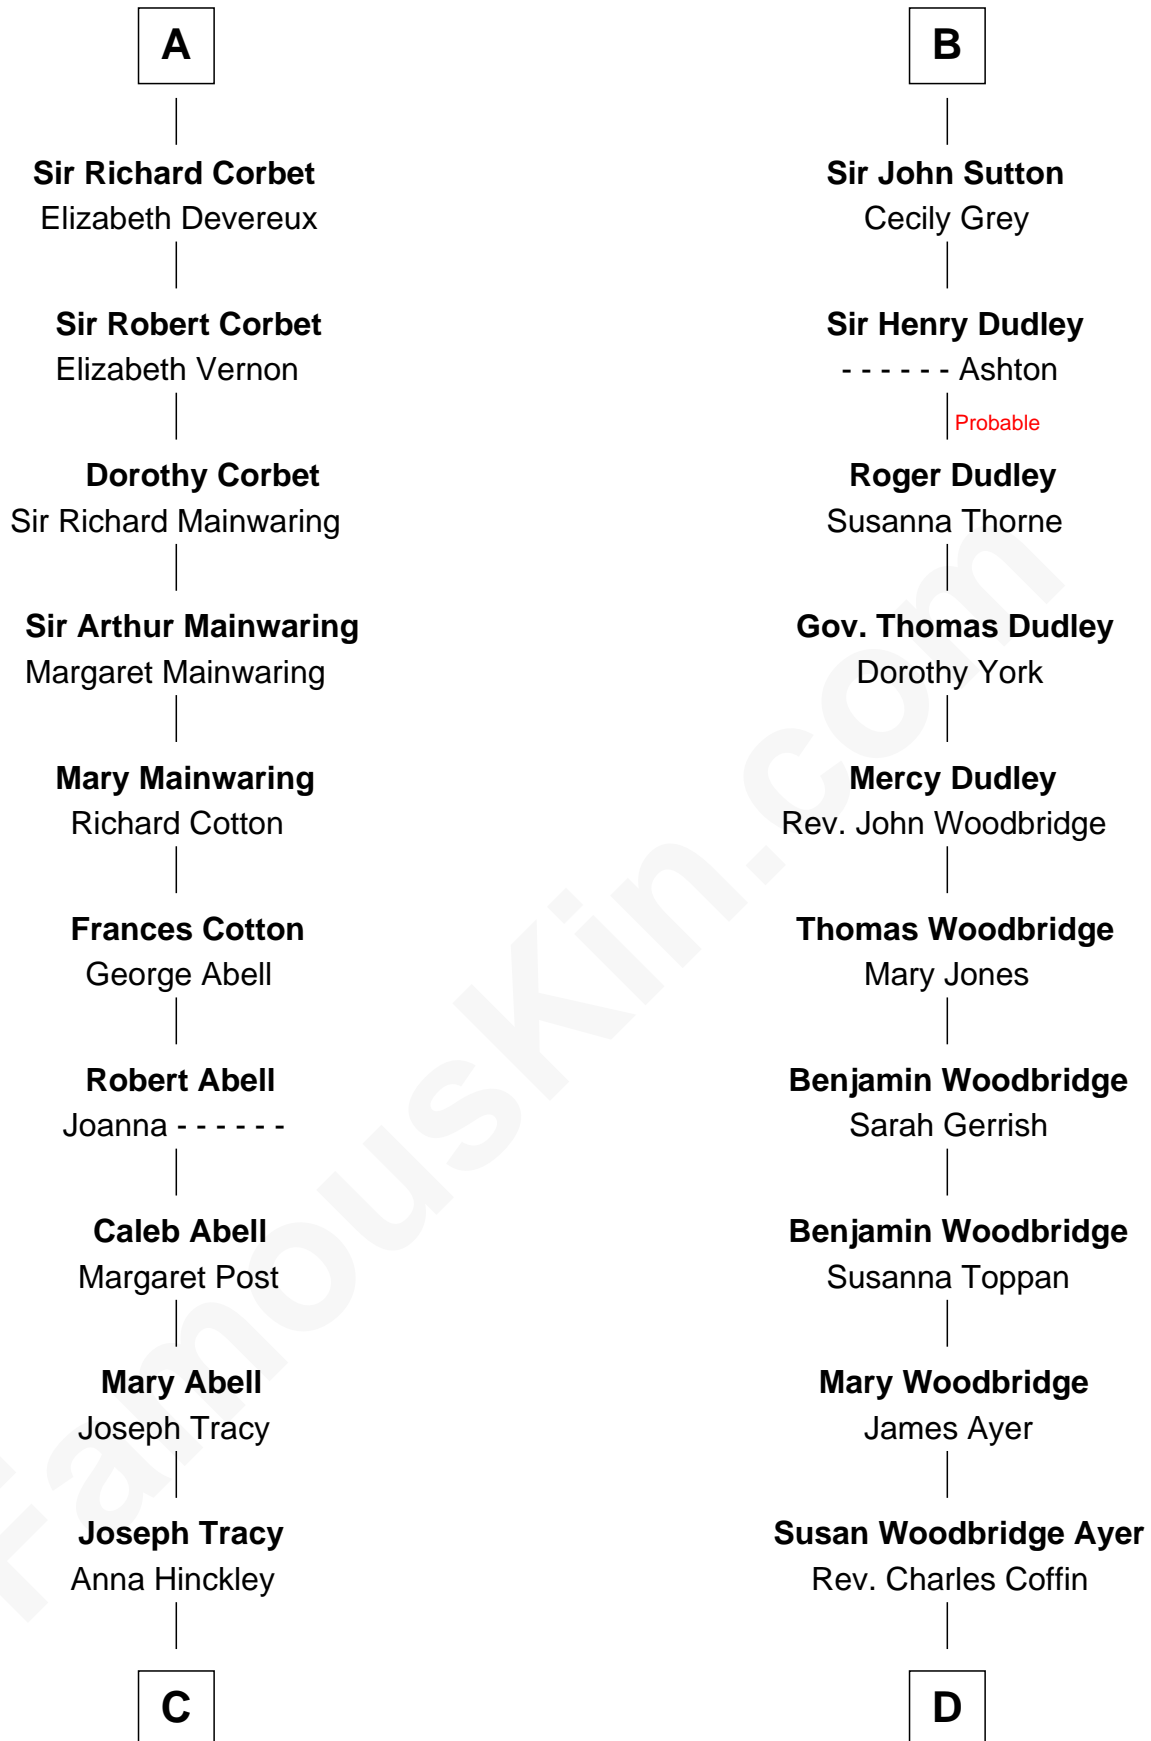 A
Sir Richard Corbet
Elizabeth Devereux
Sir Robert Corbet
Elizabeth Vernon
Dorothy Corbet
Sir Richard Mainwaring
Sir Arthur Mainwaring
Margaret Mainwaring
Mary Mainwaring
Richard Cotton
Frances Cotton
George Abell
Robert Abell
Joanna - - - - - -
Caleb Abell
Margaret Post
Mary Abell
Joseph Tracy
Joseph Tracy
Anna Hinckley
C
B
Sir John Sutton
Cecily Grey
Sir Henry Dudley
- - - - - - Ashton
Probable
Roger Dudley
Susanna Thorne
Gov. Thomas Dudley
Dorothy York
Mercy Dudley
Rev. John Woodbridge
Thomas Woodbridge
Mary Jones
Benjamin Woodbridge
Sarah Gerrish
Benjamin Woodbridge
Susanna Toppan
Mary Woodbridge
James Ayer
Susan Woodbridge Ayer
Rev. Charles Coffin
D
FamousKin.com